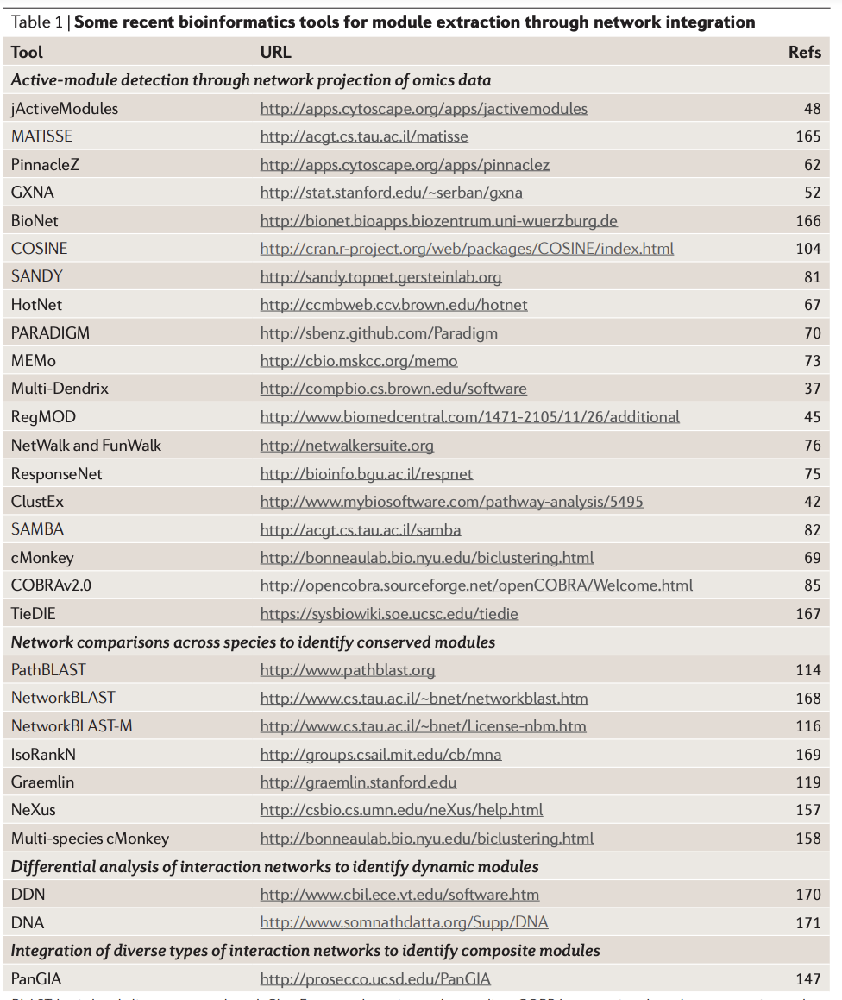 Table 1 | Some recent bioinformatics tools for module extraction through network integration
Tool URL Refs
Active-module detection through network projection of omics data
jActiveModules http://apps.cytoscape.org/apps/jactivemodules 48
MATISSE http://acgt.cs.tau.ac.il/matisse 165
PinnacleZ http://apps.cytoscape.org/apps/pinnaclez 62
GXNA http://stat.stanford.edu/~serban/gxna 52
BioNet http://bionet.bioapps.biozentrum.uni-wuerzburg.de 166
COSINE http://cran.r-project.org/web/packages/COSINE/index.html 104
SANDY http://sandy.topnet.gersteinlab.org 81
HotNet http://ccmbweb.ccv.brown.edu/hotnet 67
PARADIGM http://sbenz.github.com/Paradigm 70
MEMo http://cbio.mskcc.org/memo 73
Multi-Dendrix http://compbio.cs.brown.edu/software 37
RegMOD http://www.biomedcentral.com/1471-2105/11/26/additional 45
NetWalk and FunWalk http://netwalkersuite.org 76
ResponseNet http://bioinfo.bgu.ac.il/respnet 75
ClustEx http://www.mybiosoftware.com/pathway-analysis/5495 42
SAMBA http://acgt.cs.tau.ac.il/samba 82
cMonkey http://bonneaulab.bio.nyu.edu/biclustering.html 69
COBRAv2.0 http://opencobra.sourceforge.net/openCOBRA/Welcome.html 85
TieDIE https://sysbiowiki.soe.ucsc.edu/tiedie 167
Network comparisons across species to identify conserved modules
PathBLAST http://www.pathblast.org 114
NetworkBLAST http://www.cs.tau.ac.il/~bnet/networkblast.htm 168
NetworkBLAST-M http://www.cs.tau.ac.il/~bnet/License-nbm.htm 116
IsoRankN http://groups.csail.mit.edu/cb/mna 169
Graemlin http://graemlin.stanford.edu 119
NeXus http://csbio.cs.umn.edu/neXus/help.html 157
Multi-species cMonkey http://bonneaulab.bio.nyu.edu/biclustering.html 158
Differential analysis of interaction networks to identify dynamic modules
DDN http://www.cbil.ece.vt.edu/software.htm 170
DNA http://www.somnathdatta.org/Supp/DNA 171
Integration of diverse types of interaction networks to identify composite modules
PanGIA http://prosecco.ucsd.edu/PanGIA 147